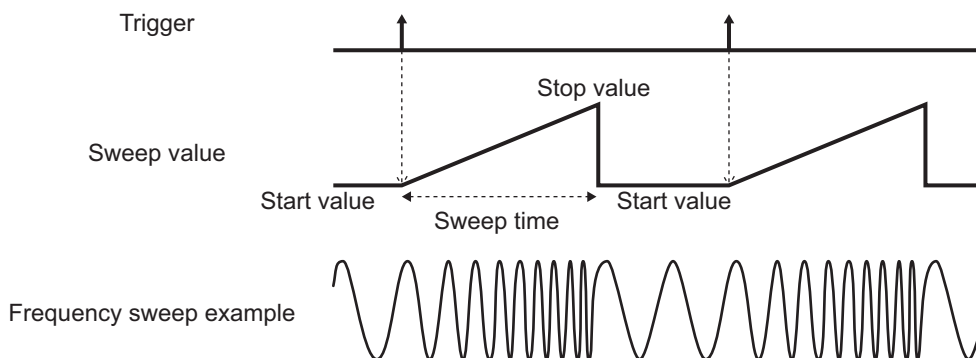 Trigger
Stop value
Sweep value
Start value
Start value
Sweep time
Frequency sweep example